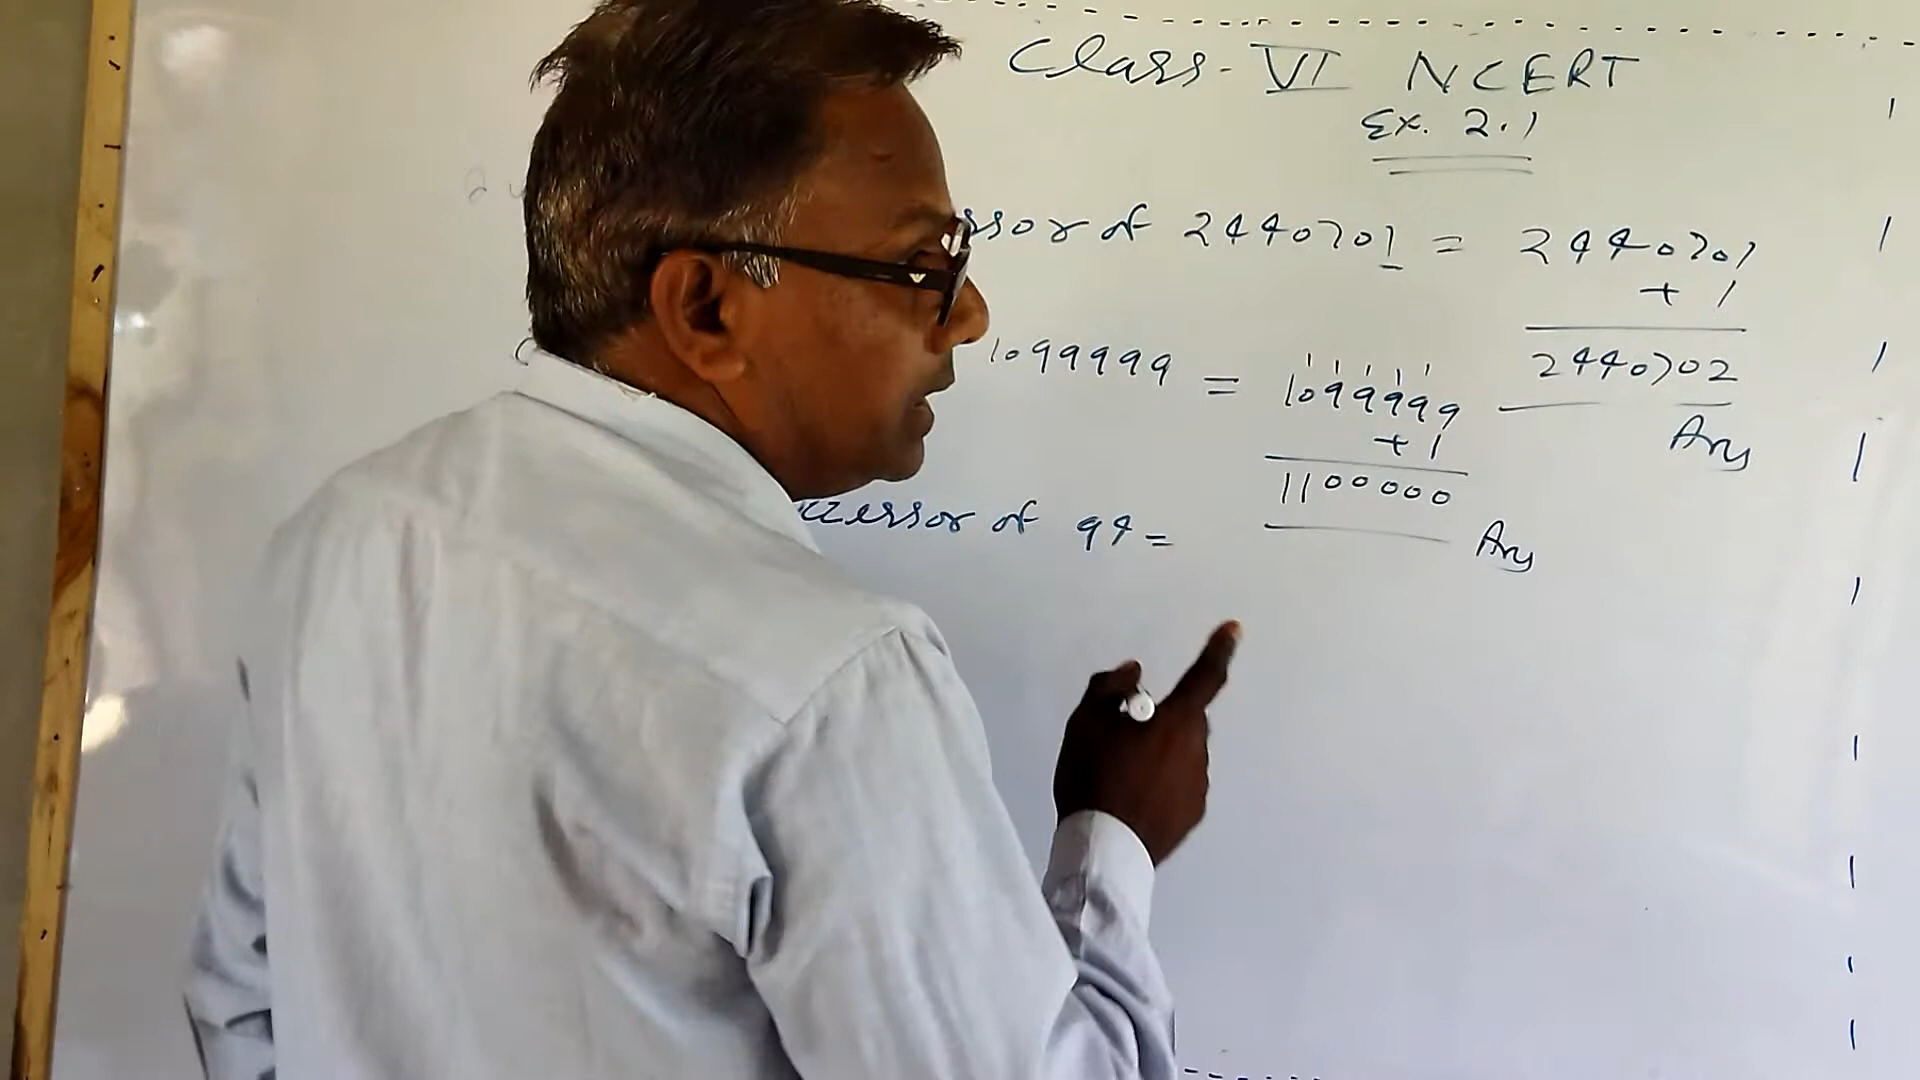 Class - VI NCERT
Ex. 2.1
ssor of 2440701 = 2440701
+ 1
2440702
Ans
1099999 = 1099999
+ 1
1100000
Ans
ccessor of 99 =